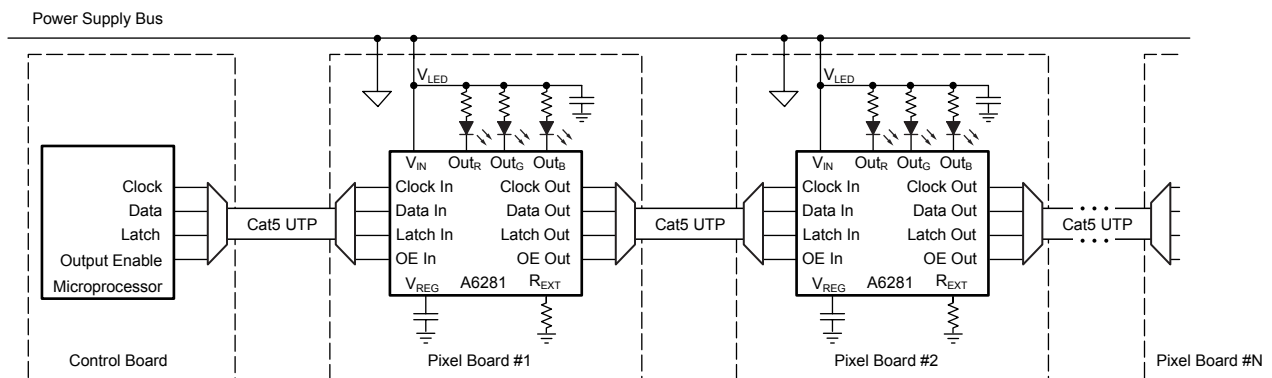 Power Supply Bus
V_LED
V_LED
V_IN Out_R Out_G Out_B
V_IN Out_R Out_G Out_B
Clock
Data
Latch
Output Enable
Microprocessor
Cat5 UTP
Clock In
Data In
Latch In
OE In
Clock Out
Data Out
Latch Out
OE Out
V_REG A6281 R_EXT
Cat5 UTP
Clock In
Data In
Latch In
OE In
Clock Out
Data Out
Latch Out
OE Out
V_REG A6281 R_EXT
Cat5 UTP
Control Board
Pixel Board #1
Pixel Board #2
Pixel Board #N